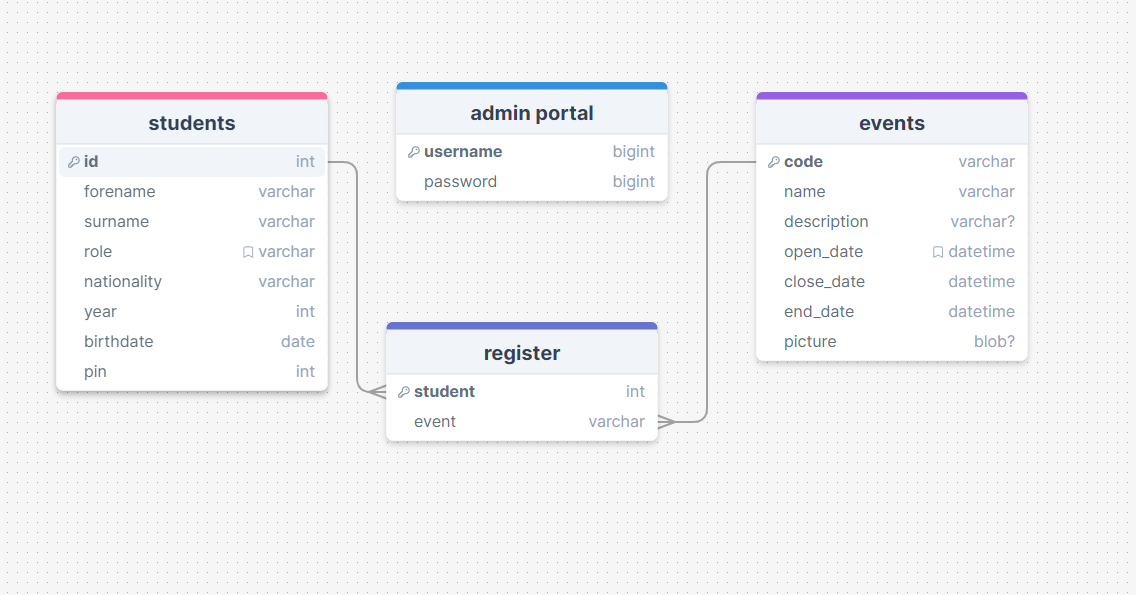 students
id int
forename varchar
surname varchar
role varchar
nationality varchar
year int
birthdate date
pin int
admin portal
username bigint
password bigint
register
student int
event varchar
events
code varchar
name varchar
description varchar?
open_date datetime
close_date datetime
end_date datetime
picture blob?